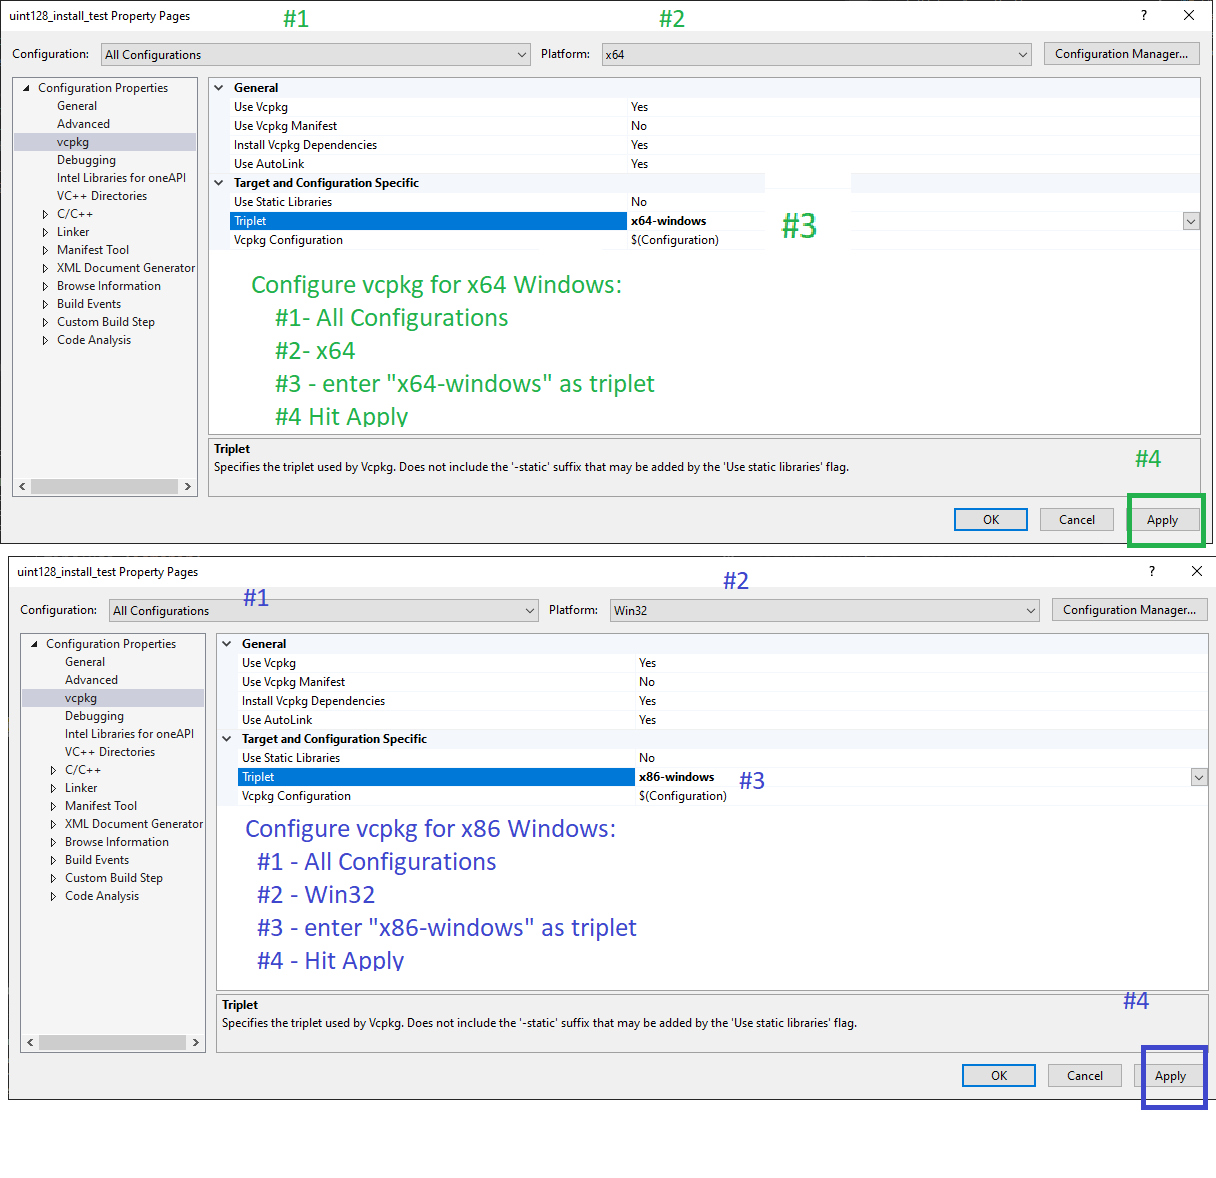 uint128_install_test Property Pages
#1
#2
?
Configuration:
All Configurations
Platform:
x64
Configuration Manager...
Configuration Properties
General
Advanced
vcpkg
Debugging
Intel Libraries for oneAPI
VC++ Directories
C/C++
Linker
Manifest Tool
XML Document Generator
Browse Information
Build Events
Custom Build Step
Code Analysis
General
Use Vcpkg Yes
Use Vcpkg Manifest No
Install Vcpkg Dependencies Yes
Use AutoLink Yes
Target and Configuration Specific
Use Static Libraries No
Triplet x64-windows
#3
Vcpkg Configuration $(Configuration)
Configure vcpkg for x64 Windows:
#1- All Configurations
#2- x64
#3 - enter "x64-windows" as triplet
#4 Hit Apply
Triplet
Specifies the triplet used by Vcpkg. Does not include the '-static' suffix that may be added by the 'Use static libraries' flag.
#4
OK
Cancel
Apply
uint128_install_test Property Pages
#1
#2
?
Configuration:
All Configurations
Platform:
Win32
Configuration Manager...
Configuration Properties
General
Advanced
vcpkg
Debugging
Intel Libraries for oneAPI
VC++ Directories
C/C++
Linker
Manifest Tool
XML Document Generator
Browse Information
Build Events
Custom Build Step
Code Analysis
General
Use Vcpkg Yes
Use Vcpkg Manifest No
Install Vcpkg Dependencies Yes
Use AutoLink Yes
Target and Configuration Specific
Use Static Libraries No
Triplet x86-windows
#3
Vcpkg Configuration $(Configuration)
Configure vcpkg for x86 Windows:
#1 - All Configurations
#2 - Win32
#3 - enter "x86-windows" as triplet
#4 - Hit Apply
Triplet
Specifies the triplet used by Vcpkg. Does not include the '-static' suffix that may be added by the 'Use static libraries' flag.
#4
OK
Cancel
Apply